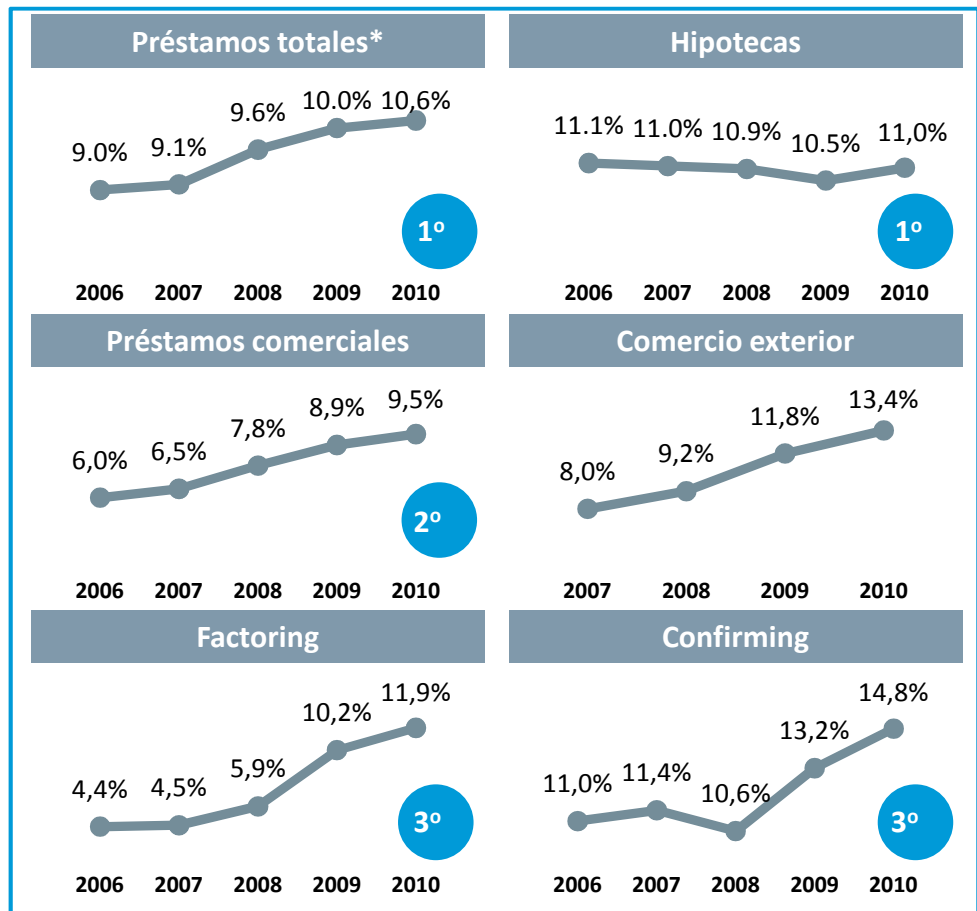 Préstamos totales*
9.0% 9.1% 9.6% 10.0% 10,6%
1º
2006 2007 2008 2009 2010
Hipotecas
11.1% 11.0% 10.9% 10.5% 11,0%
1º
2006 2007 2008 2009 2010
Préstamos comerciales
6,0% 6,5% 7,8% 8,9% 9,5%
2º
2006 2007 2008 2009 2010
Comercio exterior
8,0% 9,2% 11,8% 13,4%
2007 2008 2009 2010
Factoring
4,4% 4,5% 5,9% 10,2% 11,9%
3º
2006 2007 2008 2009 2010
Confirming
11,0% 11,4% 10,6% 13,2% 14,8%
3º
2006 2007 2008 2009 2010